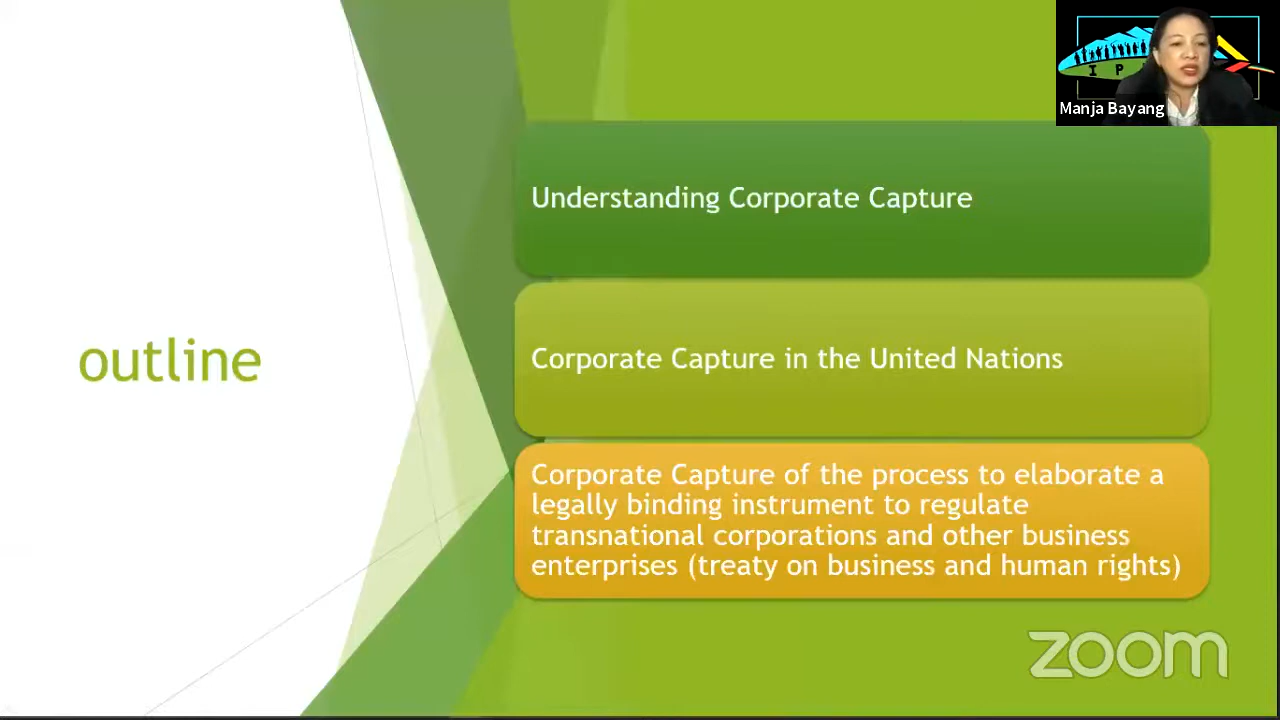 Manja Bayang
outline
Understanding Corporate Capture
Corporate Capture in the United Nations
Corporate Capture of the process to elaborate a
legally binding instrument to regulate
transnational corporations and other business
enterprises (treaty on business and human rights)
zoom